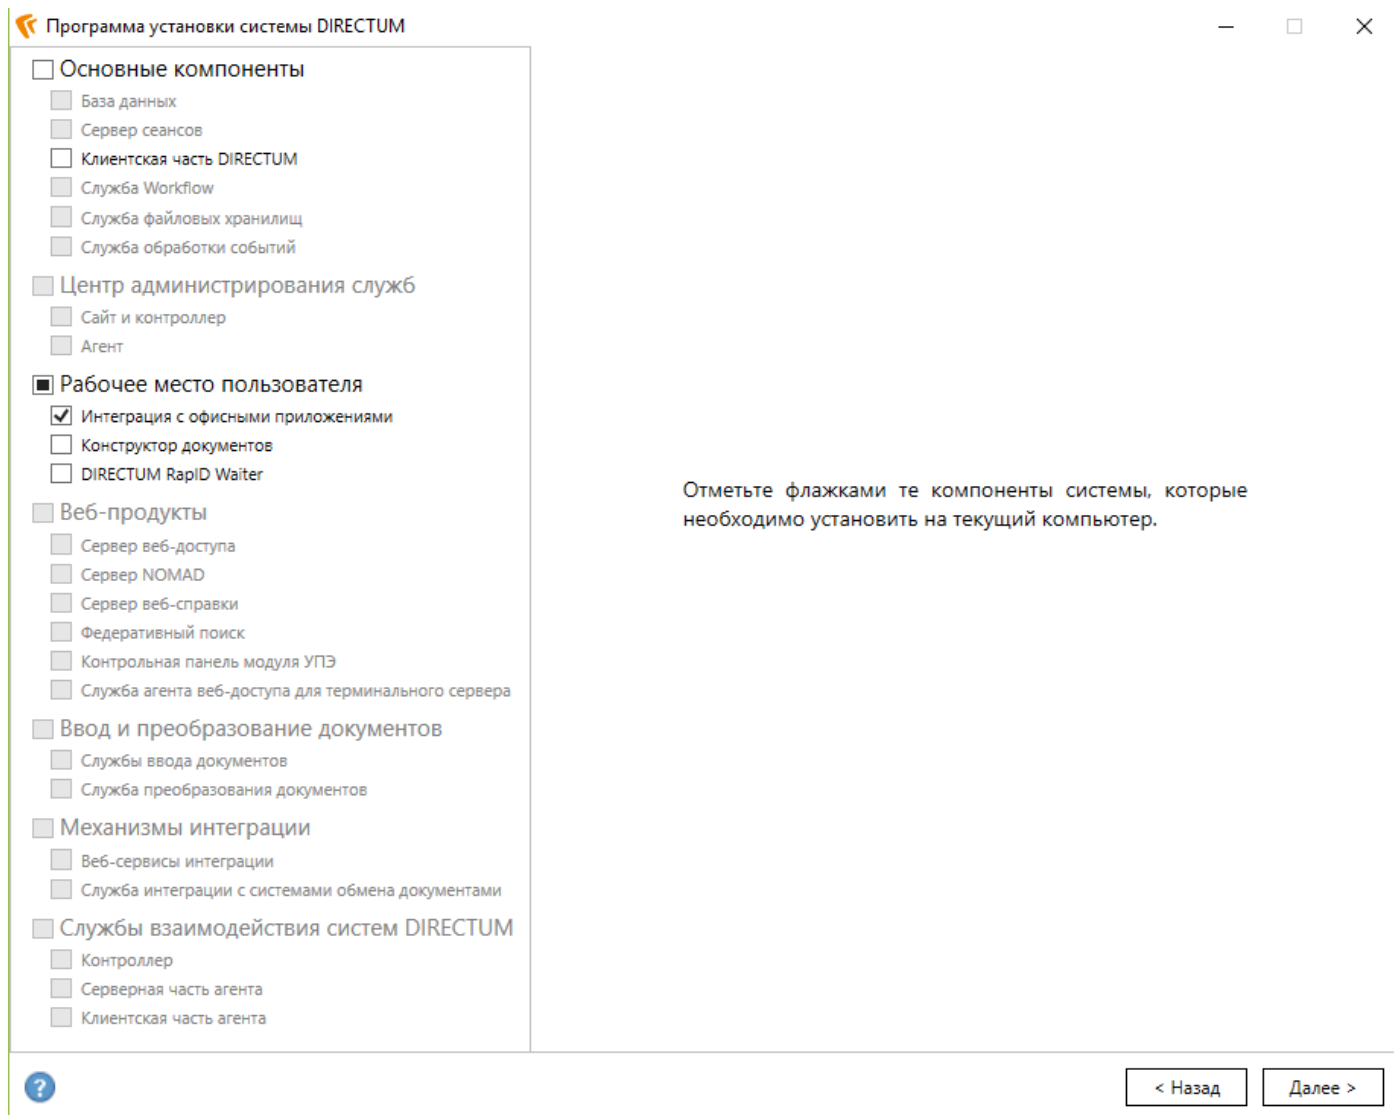 Программа установки системы DIRECTUM
Основные компоненты
База данных
Сервер сеансов
Клиентская часть DIRECTUM
Служба Workflow
Служба файловых хранилищ
Служба обработки событий
Центр администрирования служб
Сайт и контроллер
Агент
Рабочее место пользователя
Интеграция с офисными приложениями
Конструктор документов
DIRECTUM RapID Waiter
Веб-продукты
Сервер веб-доступа
Сервер NOMAD
Сервер веб-справки
Федеративный поиск
Контрольная панель модуля УПЭ
Служба агента веб-доступа для терминального сервера
Ввод и преобразование документов
Службы ввода документов
Служба преобразования документов
Механизмы интеграции
Веб-сервисы интеграции
Служба интеграции с системами обмена документами
Службы взаимодействия систем DIRECTUM
Контроллер
Серверная часть агента
Клиентская часть агента
Отметьте флажками те компоненты системы, которые
необходимо установить на текущий компьютер.
?
< Назад
Далее >